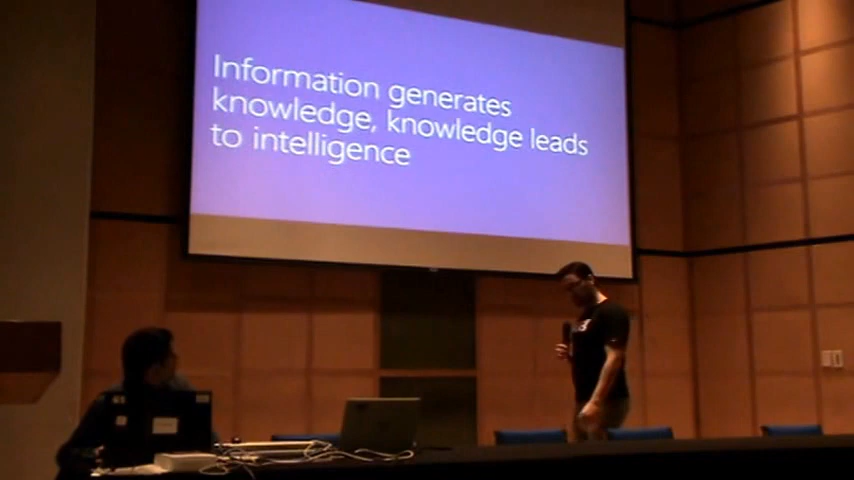 Information generates
knowledge, knowledge leads
to intelligence